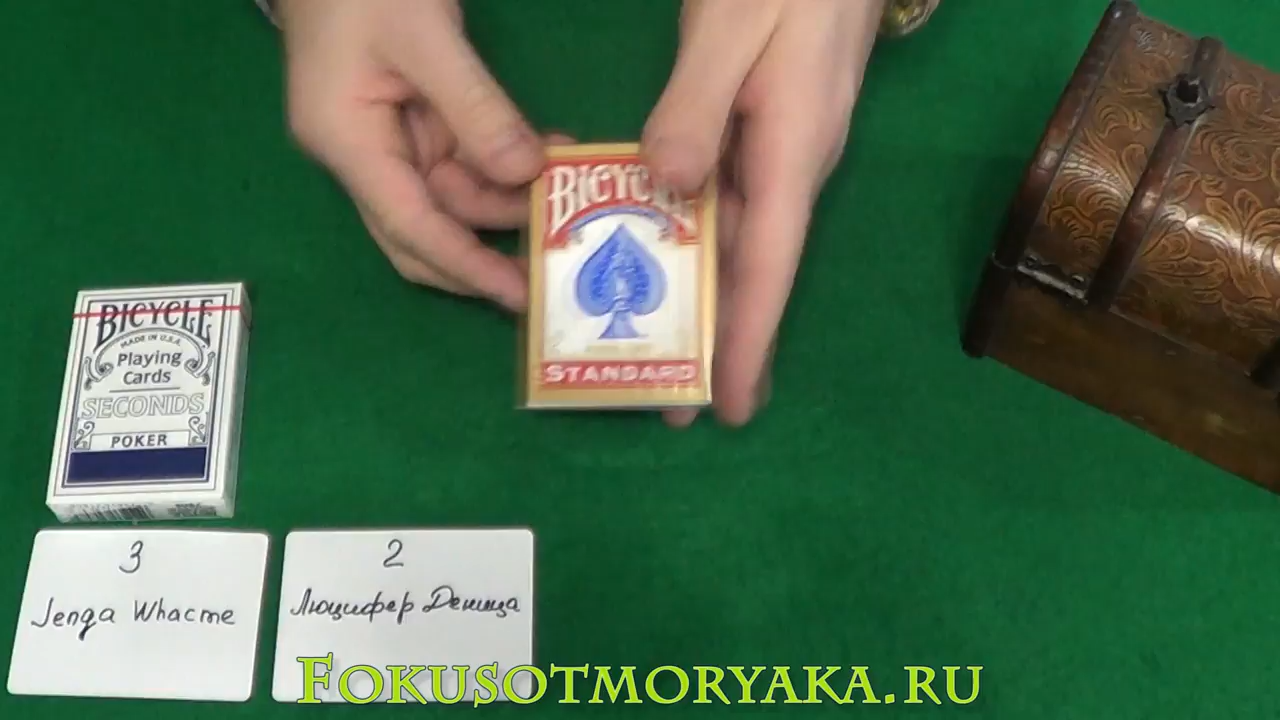 BICYCLE
STANDARD
BICYCLE
MADE IN U.S.A.
Playing
Cards
SECONDS
POKER
3
Jenga Whacme
2
Люцифер Деница
FOKUSOTMORYAKA.RU